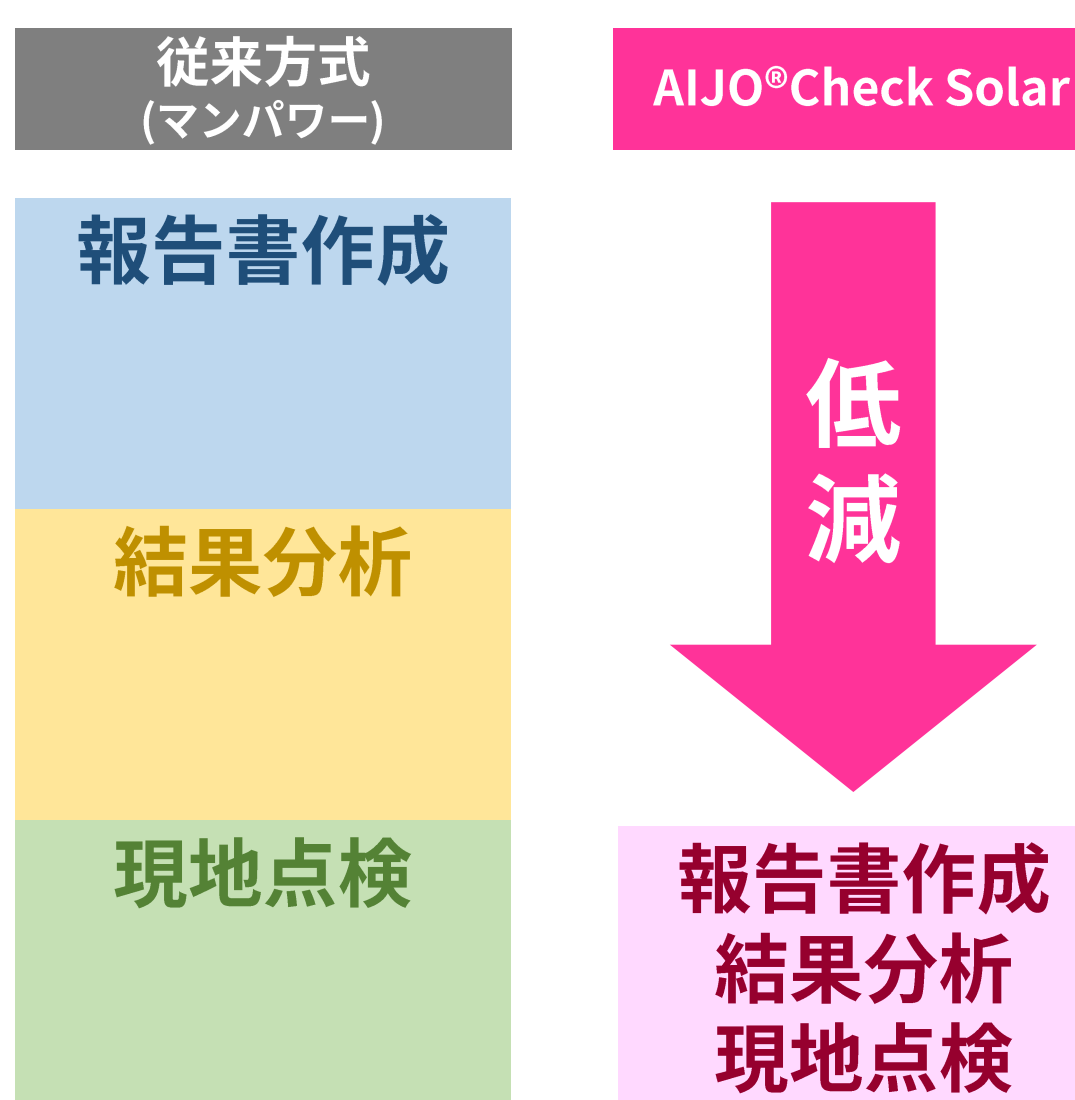 従来方式
(マンパワー)
報告書作成
結果分析
現地点検
AIJO®Check Solar
低
減
報告書作成
結果分析
現地点検